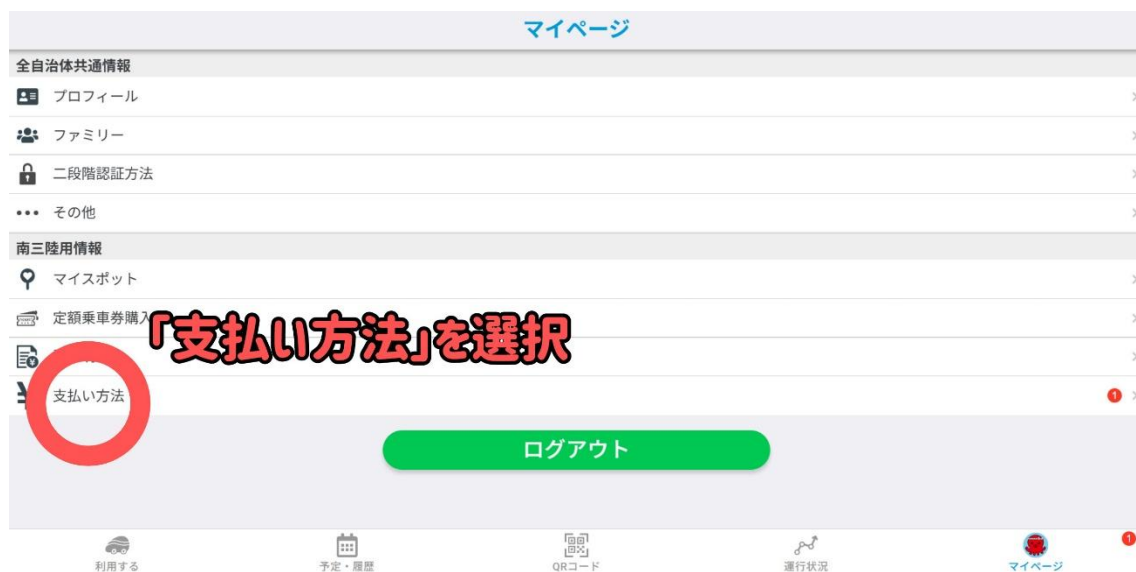 マイページ
全自治体共通情報
プロフィール
ファミリー
二段階認証方法
その他
南三陸用情報
マイスポット
定額乗車券購入
「支払い方法」を選択
支払い方法
1
ログアウト
利用する
予定・履歴
QRコード
運行状況
マイページ
1